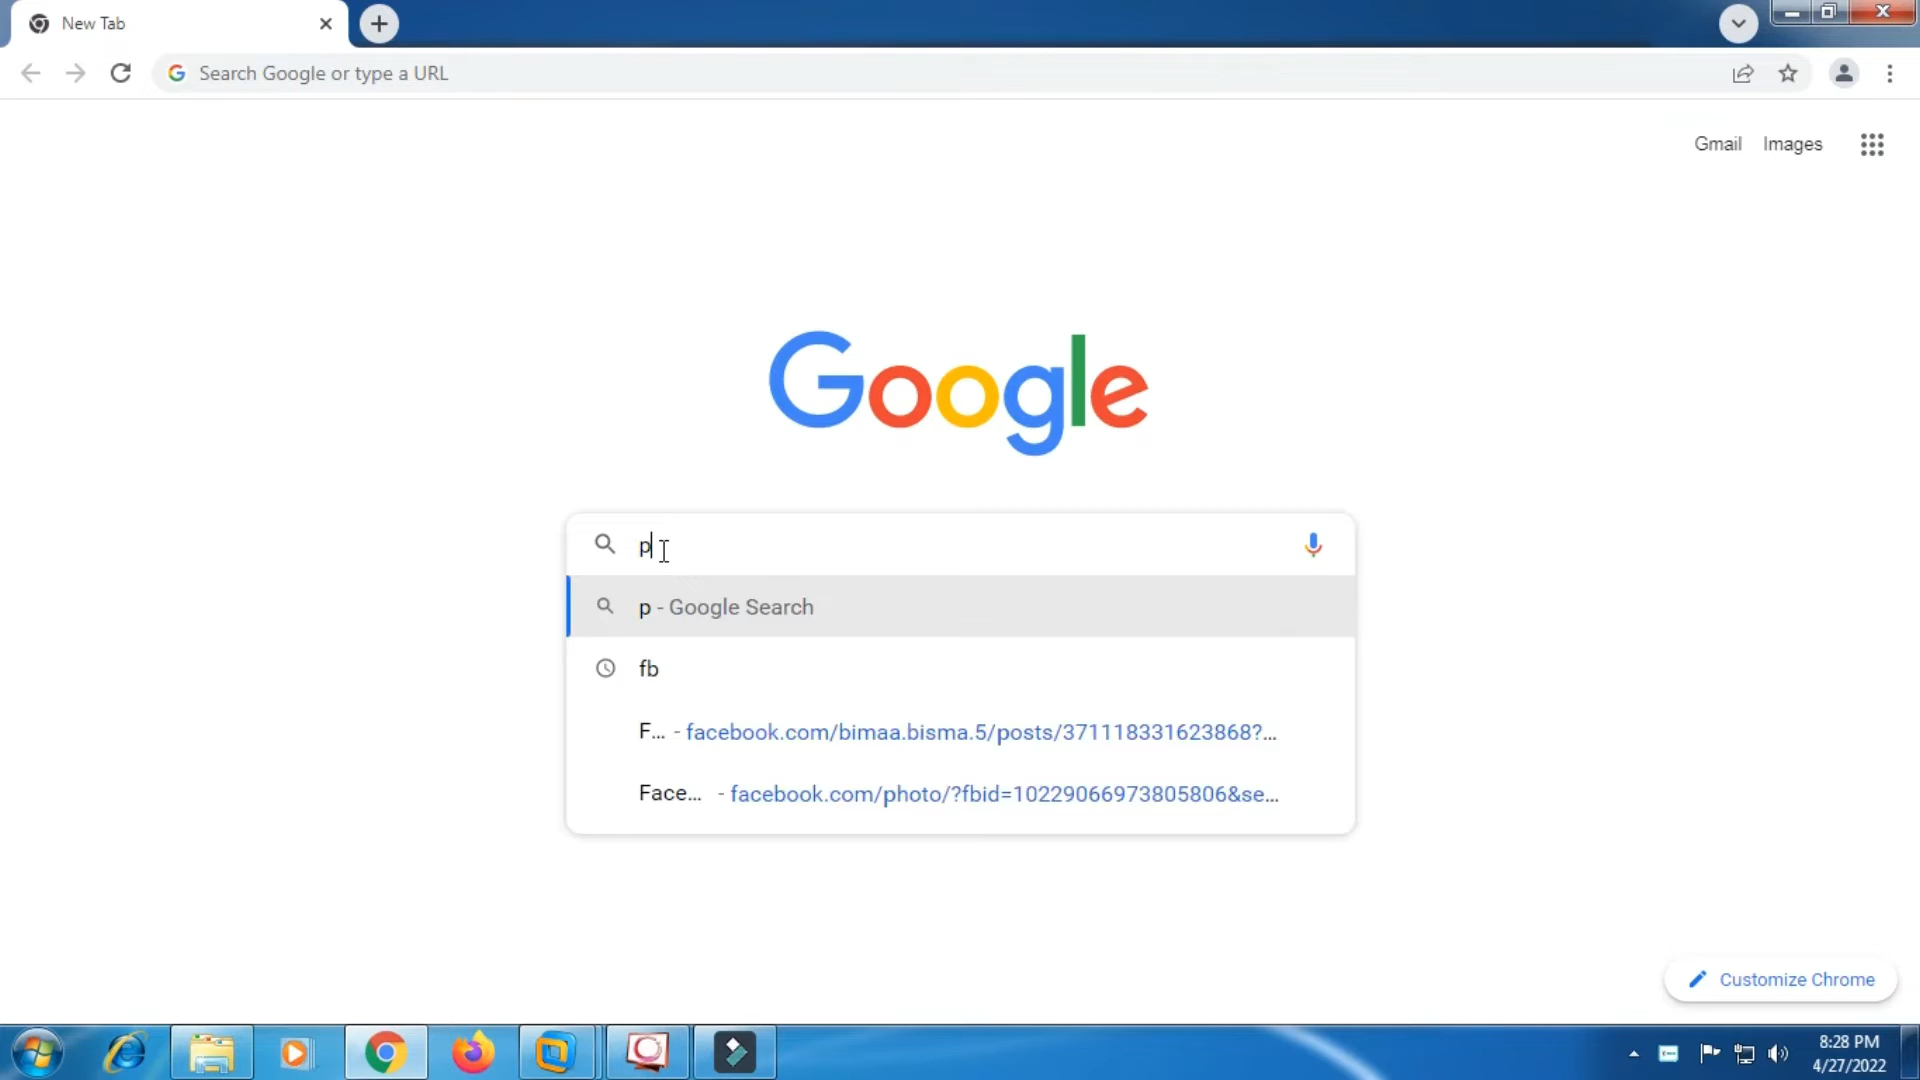 New Tab
Search Google or type a URL
Gmail Images
Google
p
p - Google Search
fb
F... - facebook.com/bimaa.bisma.5/posts/371118331623868?...
Face... - facebook.com/photo/?fbid=10229066973805806&se...
Customize Chrome
8:28 PM
4/27/2022